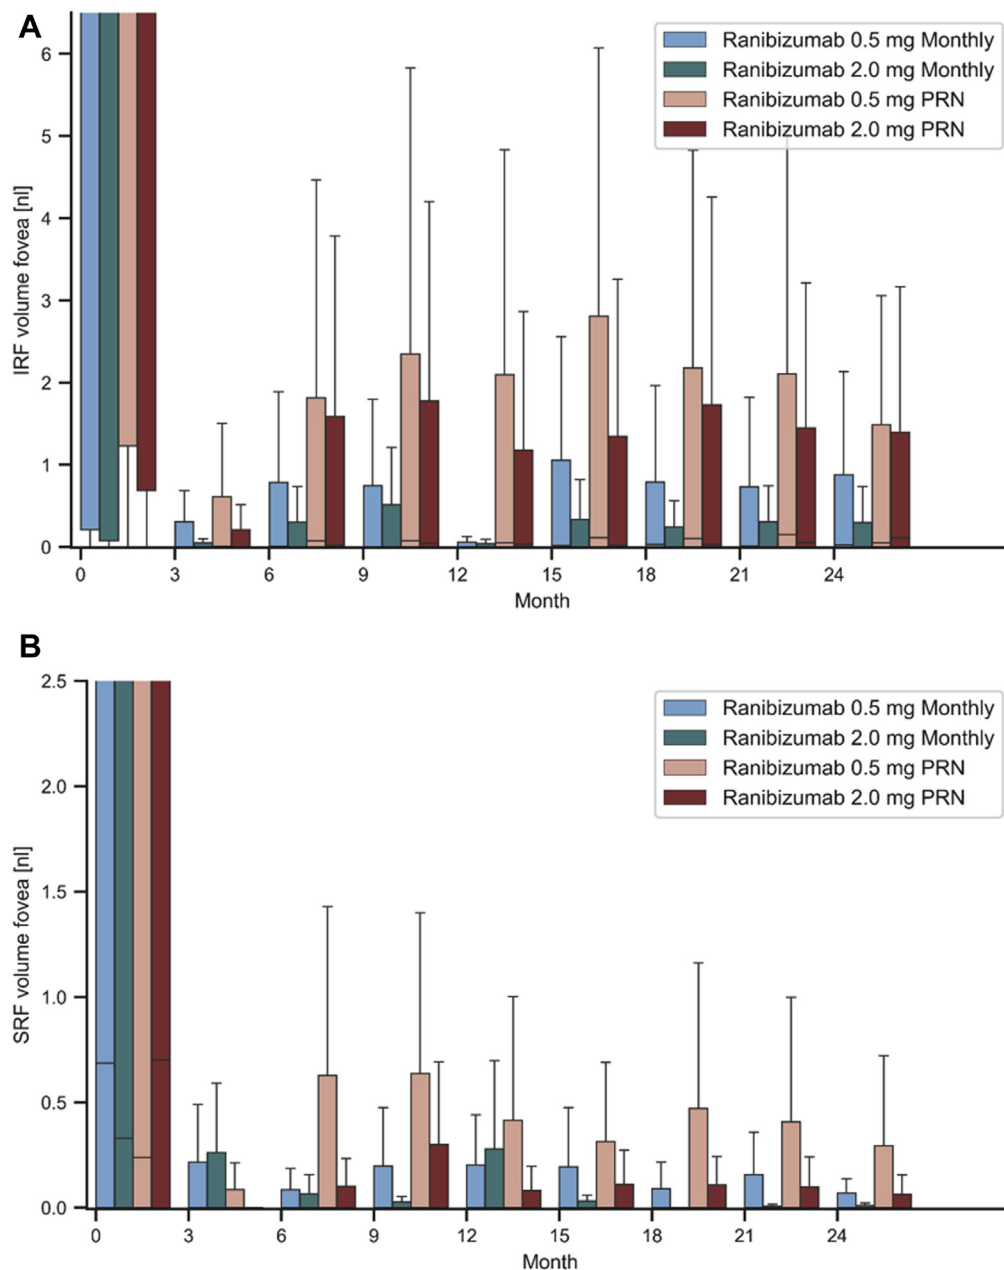 A
6
5
4
3
2
1
0
IRF volume fovea [nl]
Ranibizumab 0.5 mg Monthly
Ranibizumab 2.0 mg Monthly
Ranibizumab 0.5 mg PRN
Ranibizumab 2.0 mg PRN
0 3 6 9 12 15 18 21 24
Month
B
2.5
2.0
1.5
1.0
0.5
0.0
SRF volume fovea [nl]
Ranibizumab 0.5 mg Monthly
Ranibizumab 2.0 mg Monthly
Ranibizumab 0.5 mg PRN
Ranibizumab 2.0 mg PRN
0 3 6 9 12 15 18 21 24
Month